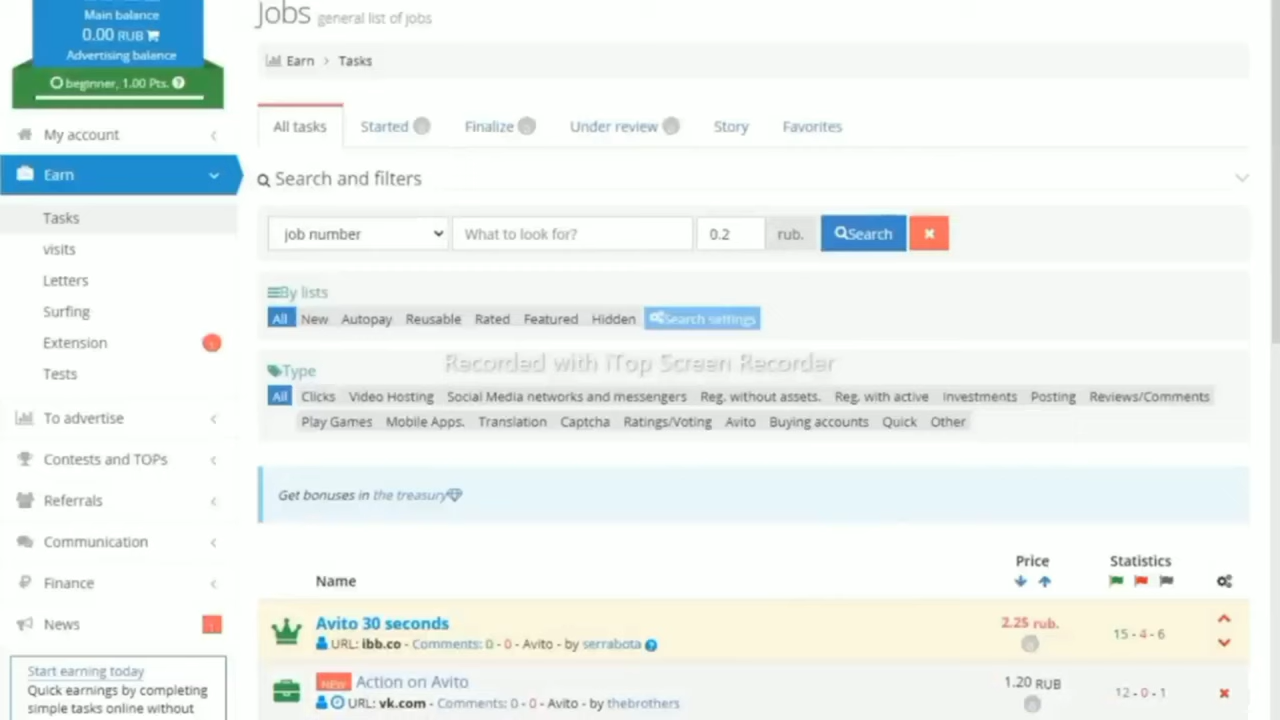 Main balance
0.00 RUB
Advertising balance
beginner, 1.00 Pts.
My account
Earn
Tasks
visits
Letters
Surfing
Extension
Tests
To advertise
Contests and TOPs
Referrals
Communication
Finance
News
Start earning today
Quick earnings by completing
simple tasks online without
Jobs general list of jobs
Earn > Tasks
All tasks Started Finalize Under review Story Favorites
Search and filters
job number What to look for? 0.2 rub. Search
By lists
All New Autopay Reusable Rated Featured Hidden Search settings
Recorded with iTop Screen Recorder
Type
All Clicks Video Hosting Social Media networks and messengers Reg. without assets. Reg. with active Investments Posting Reviews/Comments
Play Games Mobile Apps. Translation Captcha Ratings/Voting Avito Buying accounts Quick Other
Get bonuses in the treasury
Name Price Statistics
Avito 30 seconds 2.25 rub. 15 - 4 - 6
URL: ibb.co - Comments: 0 - 0 - Avito - by serrabota
NEW Action on Avito 1.20 RUB 12 - 0 - 1
URL: vk.com - Comments: 0 - 0 - Avito - by thebrothers